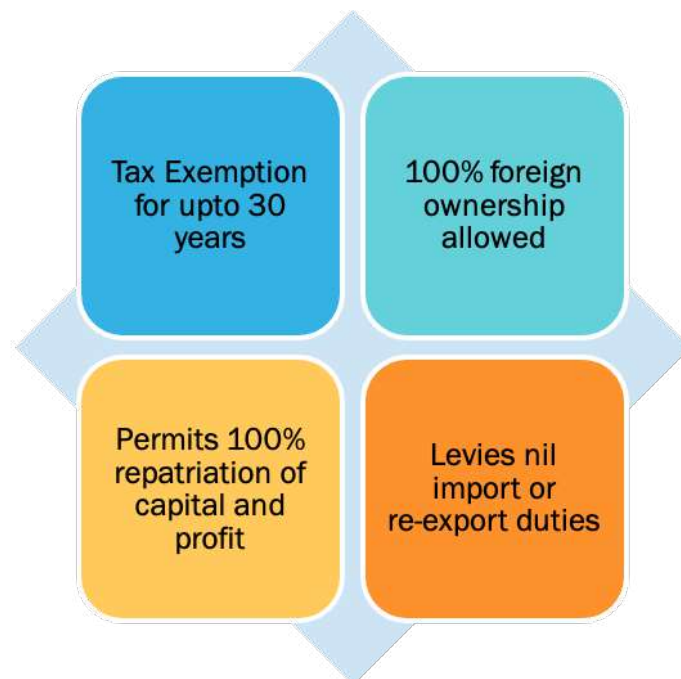 Tax Exemption
for upto 30
years
100% foreign
ownership
allowed
Permits 100%
repatriation of
capital and
profit
Levies nil
import or
re-export duties